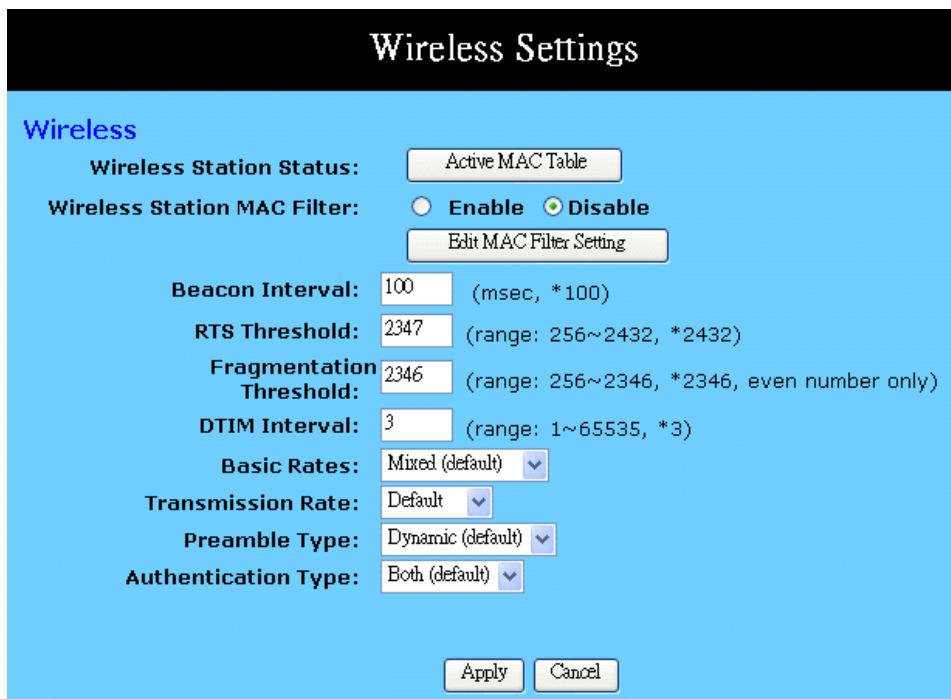 Wireless Settings
Wireless
Wireless Station Status: Active MAC Table
Wireless Station MAC Filter: Enable Disable
Edit MAC Filter Setting
Beacon Interval: 100 (msec, *100)
RTS Threshold: 2347 (range: 256~2432, *2432)
Fragmentation
Threshold: 2346 (range: 256~2346, *2346, even number only)
DTIM Interval: 3 (range: 1~65535, *3)
Basic Rates: Mixed (default)
Transmission Rate: Default
Preamble Type: Dynamic (default)
Authentication Type: Both (default)
Apply Cancel